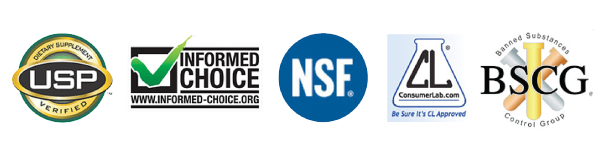 DIETARY SUPPLEMENT
USP
VERIFIED
INFORMED
CHOICE
WWW.INFORMED-CHOICE.ORG
NSF®
CL®
ConsumerLab.com
Be Sure It's CL Approved
Banned Substances
BSCG®
Control Group